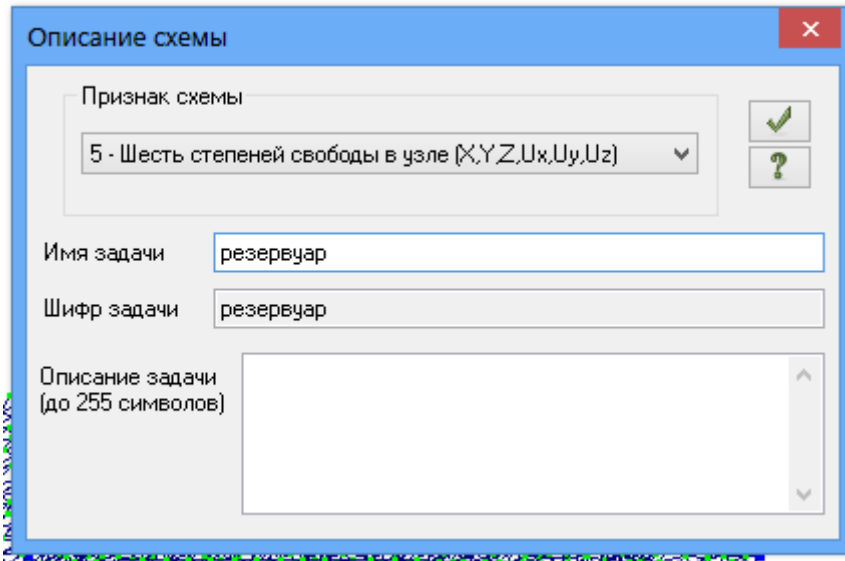 Описание схемы
Признак схемы
5 - Шесть степеней свободы в узле (X,Y,Z,Ux,Uy,Uz)
Имя задачи
резервуар
Шифр задачи
резервуар
Описание задачи
(до 255 символов)